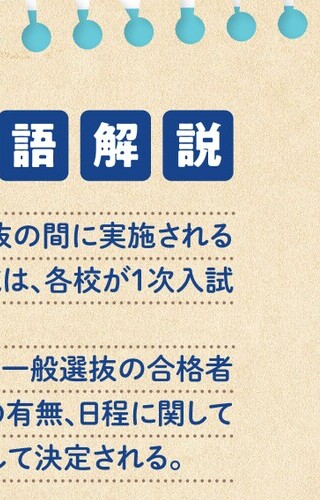 語解説
抜の間に実施される
は、各校が1次入試
一般選抜の合格者
の有無、日程に関して
して決定される。